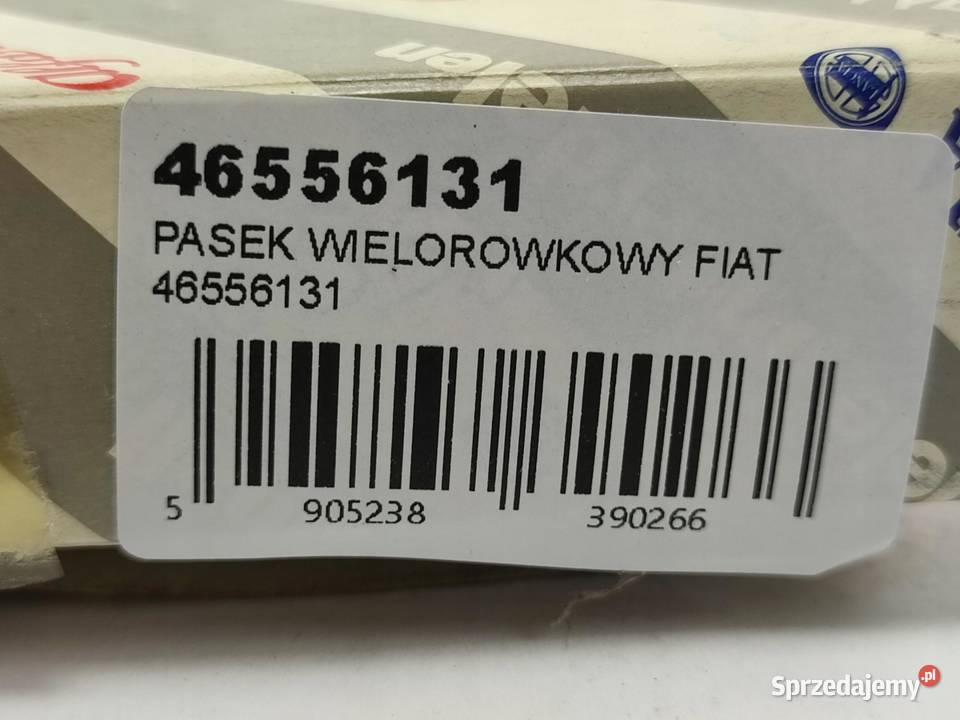 46556131
PASEK WIELOROWKOWY FIAT
46556131
5 905238 390266
Sprzedajemy.pl